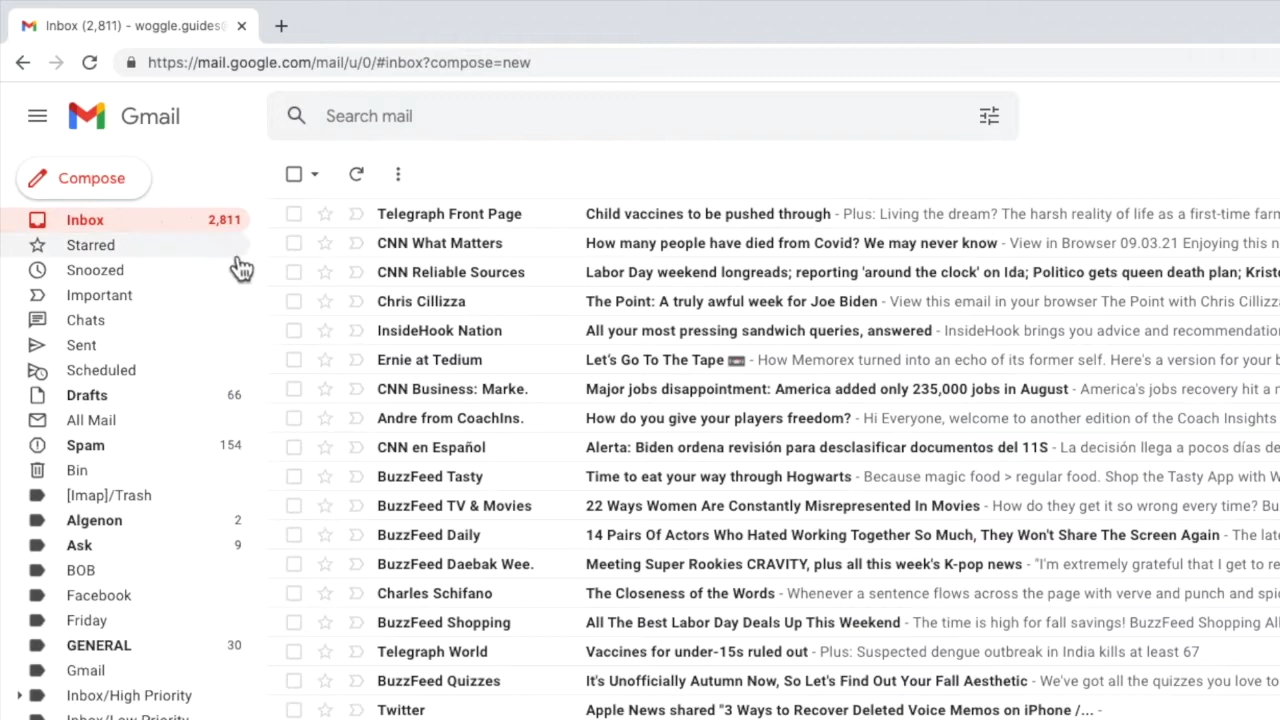 Inbox (2,811) - woggle.guides@
https://mail.google.com/mail/u/0/#inbox?compose=new
Gmail
Search mail
Compose
Inbox 2,811
Starred
Snoozed
Important
Chats
Sent
Scheduled
Drafts 66
All Mail
Spam 154
Bin
[Imap]/Trash
Algenon 2
Ask 9
BOB
Facebook
Friday
GENERAL 30
Gmail
Inbox/High Priority
Inbox/Low Priority
Telegraph Front Page Child vaccines to be pushed through - Plus: Living the dream? The harsh reality of life as a first-time
CNN What Matters How many people have died from Covid? We may never know - View in Browser 09.03.21 Enjoying this
CNN Reliable Sources Labor Day weekend longreads; reporting 'around the clock' on Ida; Politico gets queen death plan;
Chris Cillizza The Point: A truly awful week for Joe Biden - View this email in your browser The Point with Chris
InsideHook Nation All your most pressing sandwich queries, answered - InsideHook brings you advice and
Ernie at Tedium Let's Go To The Tape 📼 - How Memorex turned into an echo of its former self. Here's a version for your
CNN Business: Marke. Major jobs disappointment: America added only 235,000 jobs in August - America's jobs recovery hit a
Andre from CoachIns. How do you give your players freedom? - Hi Everyone, welcome to another edition of the Coach Insights
CNN en Español Alerta: Biden ordena revisión para desclasificar documentos del 11S - La decisión llega a pocos días de
BuzzFeed Tasty Time to eat your way through Hogwarts - Because magic food > regular food. Shop the Tasty App with
BuzzFeed TV & Movies 22 Ways Women Are Constantly Misrepresented In Movies - How do they get it so wrong every time?
BuzzFeed Daily 14 Pairs Of Actors Who Hated Working Together So Much, They Won't Share The Screen Again - The
BuzzFeed Daebak Wee. Meeting Super Rookies CRAVITY, plus all this week's K-pop news - "I'm extremely grateful that I get to
Charles Schifano The Closeness of the Words - Whenever a sentence flows across the page with verve and punch and
BuzzFeed Shopping All The Best Labor Day Deals Up This Weekend - The time is high for fall savings! BuzzFeed Shopping
Telegraph World Vaccines for under-15s ruled out - Plus: Suspected dengue outbreak in India kills at least 67
BuzzFeed Quizzes It's Unofficially Autumn Now, So Let's Find Out Your Fall Aesthetic - We've got all the quizzes you love to
Twitter Apple News shared "3 Ways to Recover Deleted Voice Memos on iPhone /... -